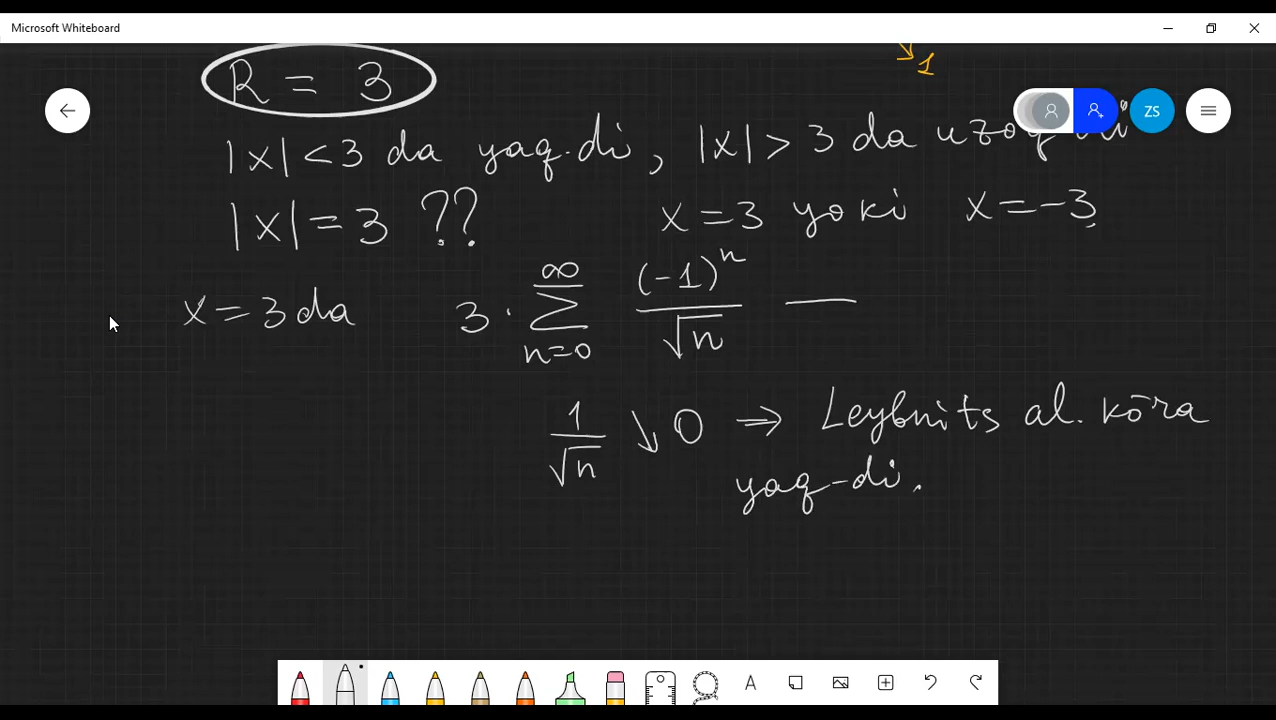 Microsoft Whiteboard
↘ 1
R = 3
|x| < 3 da yaq-di, |x| > 3 da
ZS
|x| = 3 ?? x = 3 yoki x = -3
x = 3 da 3 · ∑_{n=0}^{∞} (-1)^n / √n —
1/√n ↘ 0 ⇒ Leybnits al. kōra
yaq-di.
A